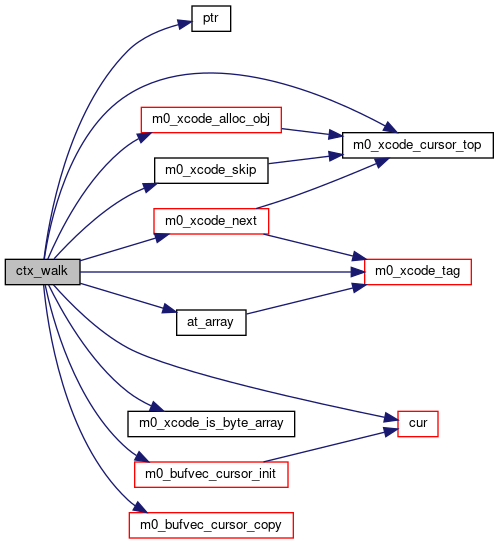 ptr
m0_xcode_alloc_obj
m0_xcode_cursor_top
m0_xcode_skip
m0_xcode_next
ctx_walk
m0_xcode_tag
at_array
m0_xcode_is_byte_array
cur
m0_bufvec_cursor_init
m0_bufvec_cursor_copy